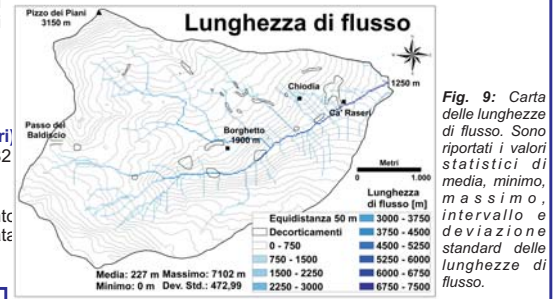 Lunghezza di flusso
Pizzo dei Piani
3150 m
1250 m
Chiodia
Ca' Raseri
Passo del
Baldiscio
Borghetto
1900 m
Metri
0 1.000
Lunghezza
di flusso [m]
Equidistanza 50 m
Decorticamenti
0 - 750
750 - 1500
1500 - 2250
2250 - 3000
3000 - 3750
3750 - 4500
4500 - 5250
5250 - 6000
6000 - 6750
6750 - 7500
Media: 227 m Massimo: 7102 m
Minimo: 0 m Dev. Std.: 472,99
Fig. 9: Carta
delle lunghezze
di flusso. Sono
riportati i valori
statistici di
media, minimo,
massimo,
intervallo e
deviazione
standard delle
lunghezze di
flusso.